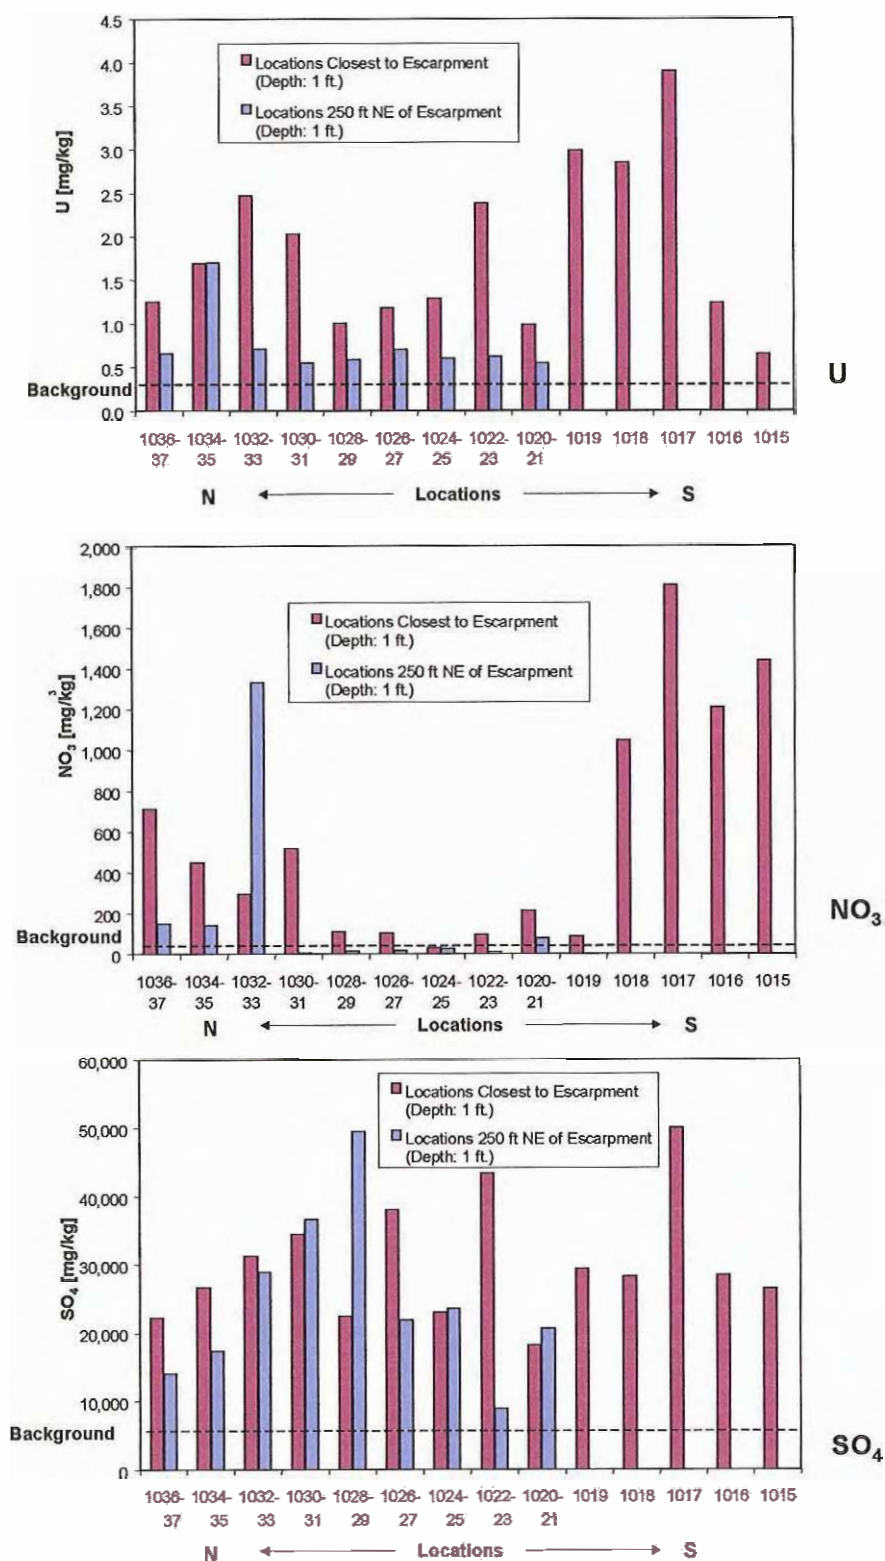 4.5
4.0
3.5
3.0
2.5
2.0
1.5
1.0
0.5
0.0
U [mg/kg]
Locations Closest to Escarpment
(Depth: 1 ft.)
Locations 250 ft NE of Escarpment
(Depth: 1 ft.)
Background
U
1036- 1034- 1032- 1030- 1028- 1026- 1024- 1022- 1020- 1019 1018 1017 1016 1015
37 35 33 31 29 27 25 23 21
N Locations S
2,000
1,800
1,600
1,400
1,200
1,000
800
600
400
200
0
NO3 [mg/kg]3
Locations Closest to Escarpment
(Depth: 1 ft.)
Locations 250 ft NE of Escarpment
(Depth: 1 ft.)
Background
NO3
1036- 1034- 1032- 1030- 1028- 1026- 1024- 1022- 1020- 1019 1018 1017 1016 1015
37 35 33 31 29 27 25 23 21
N Locations S
60,000
50,000
40,000
30,000
20,000
10,000
0
SO4 [mg/kg]
Locations Closest to Escarpment
(Depth: 1 ft.)
Locations 250 ft NE of Escarpment
(Depth: 1 ft.)
Background
SO4
1036- 1034- 1032- 1030- 1028- 1026- 1024- 1022- 1020- 1019 1018 1017 1016 1015
37 35 33 31 29 27 25 23 21
N Locations S